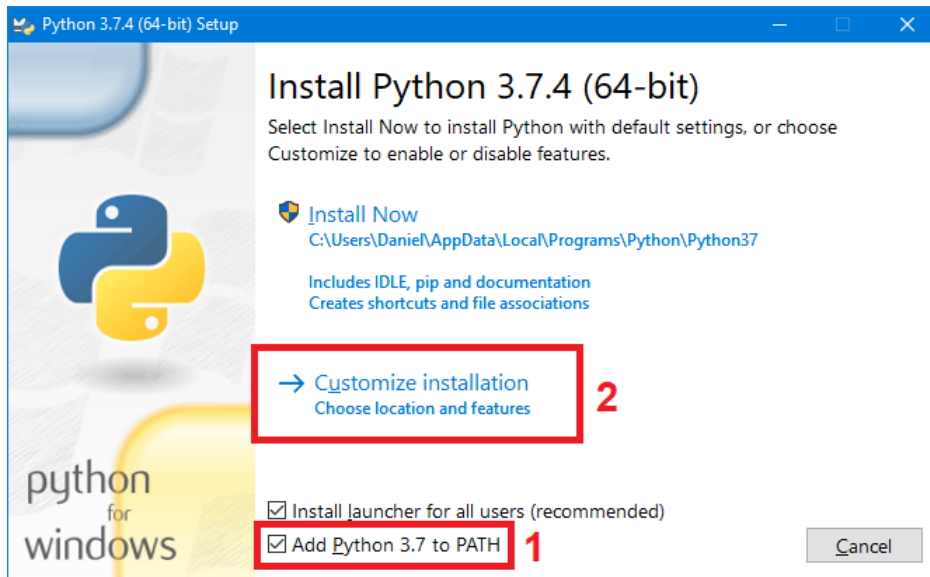 Python 3.7.4 (64-bit) Setup
Install Python 3.7.4 (64-bit)
Select Install Now to install Python with default settings, or choose
Customize to enable or disable features.
Install Now
C:\Users\Daniel\AppData\Local\Programs\Python\Python37
Includes IDLE, pip and documentation
Creates shortcuts and file associations
Customize installation
Choose location and features
2
python
for
windows
Install launcher for all users (recommended)
Add Python 3.7 to PATH
1
Cancel